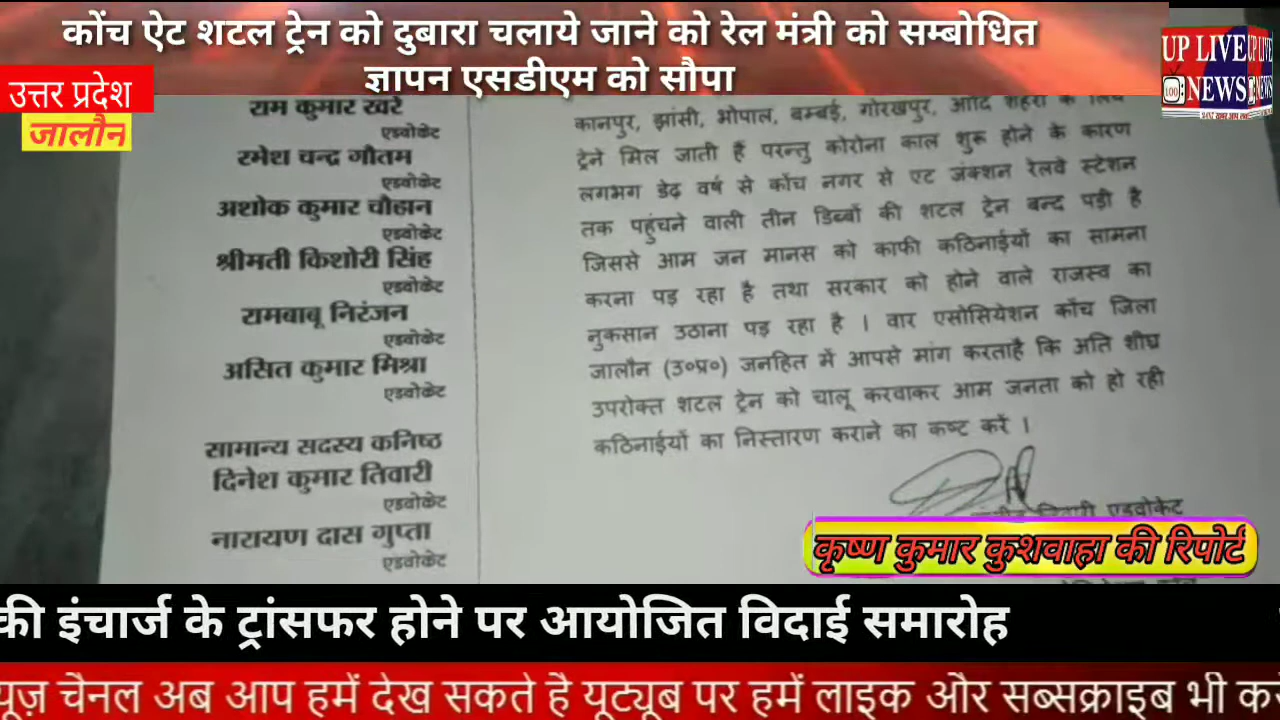 कोंच ऐट शटल ट्रेन को दुबारा चलाये जाने को रेल मंत्री को सम्बोधित
ज्ञापन एसडीएम को सौपा
उत्तर प्रदेश
जालौन
UP LIVE
NEWS
राम कुमार खरे
एडवोकेट
रमेश चन्द्र गौतम
एडवोकेट
अशोक कुमार चौहान
एडवोकेट
श्रीमती किशोरी सिंह
एडवोकेट
रामबाबू निरंजन
एडवोकेट
असित कुमार मिश्रा
एडवोकेट
सामान्य सदस्य कनिष्ठ
दिनेश कुमार तिवारी
एडवोकेट
नारायण दास गुप्ता
एडवोकेट
कानपुर, झांसी, भोपाल, बम्बई, गोरखपुर, आदि शहरों के लिये
ट्रेने मिल जाती हैं परन्तु कोरोना काल शुरू होने के कारण
लगभग डेढ़ वर्ष से कोंच नगर से एट जंक्शन रेलवे स्टेशन
तक पहुंचने वाली तीन डिब्बों की शटल ट्रेन बन्द पड़ी है
जिससे आम जन मानस को काफी कठिनाईयों का सामना
करना पड़ रहा है तथा सरकार को होने वाले राजस्व का
नुकसान उठाना पड़ रहा है । वार एसोसियेशन कोंच जिला
जालौन (उ०प्र०) जनहित में आपसे मांग करताहै कि अति शीघ्र
उपरोक्त शटल ट्रेन को चालू करवाकर आम जनता को हो रही
कठिनाईयों का निस्तारण कराने का कष्ट करें ।
एडवोकेट
कृष्ण कुमार कुशवाहा की रिपोर्ट
की इंचार्ज के ट्रांसफर होने पर आयोजित विदाई समारोह
यूज़ चैनल अब आप हमें देख सकते है यूट्यूब पर हमें लाइक और सब्सक्राइब भी